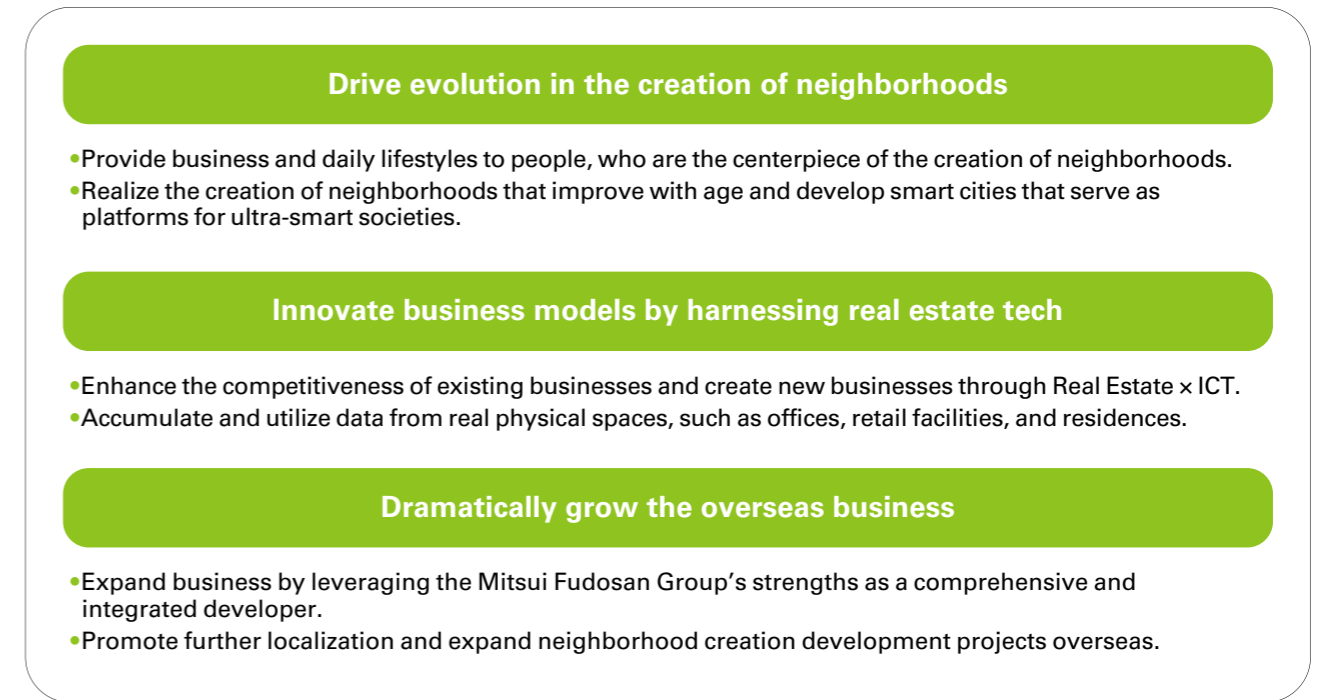 Drive evolution in the creation of neighborhoods
•Provide business and daily lifestyles to people, who are the centerpiece of the creation of neighborhoods.
•Realize the creation of neighborhoods that improve with age and develop smart cities that serve as
platforms for ultra-smart societies.
Innovate business models by harnessing real estate tech
•Enhance the competitiveness of existing businesses and create new businesses through Real Estate × ICT.
•Accumulate and utilize data from real physical spaces, such as offices, retail facilities, and residences.
Dramatically grow the overseas business
•Expand business by leveraging the Mitsui Fudosan Group’s strengths as a comprehensive and
integrated developer.
•Promote further localization and expand neighborhood creation development projects overseas.